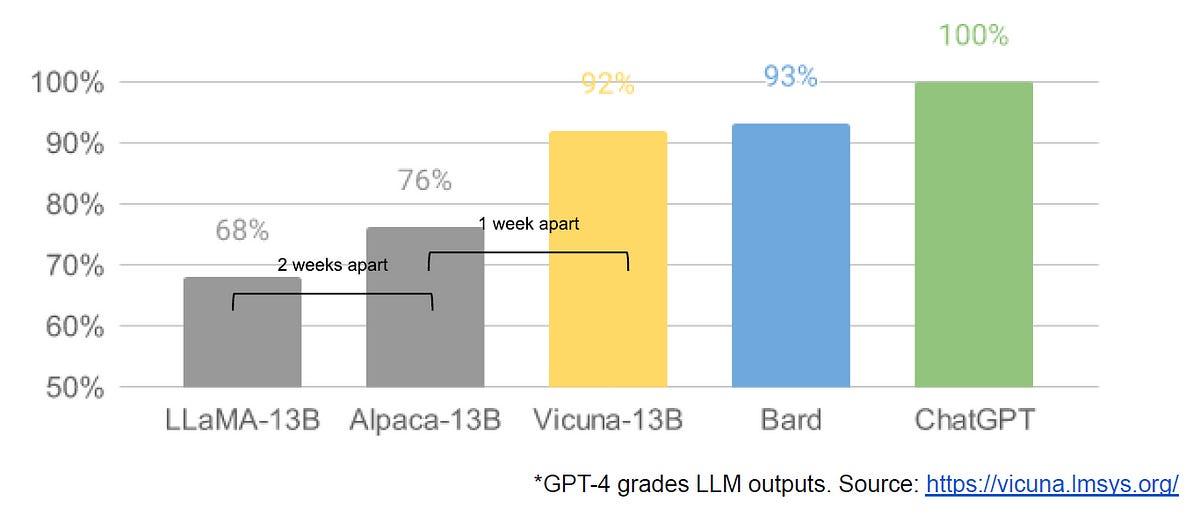 100%
100%
92%
93%
90%
76%
80%
1 week apart
68%
2 weeks apart
70%
60%
50%
LLaMA-13B Alpaca-13B Vicuna-13B Bard ChatGPT
*GPT-4 grades LLM outputs. Source: https://vicuna.lmsys.org/